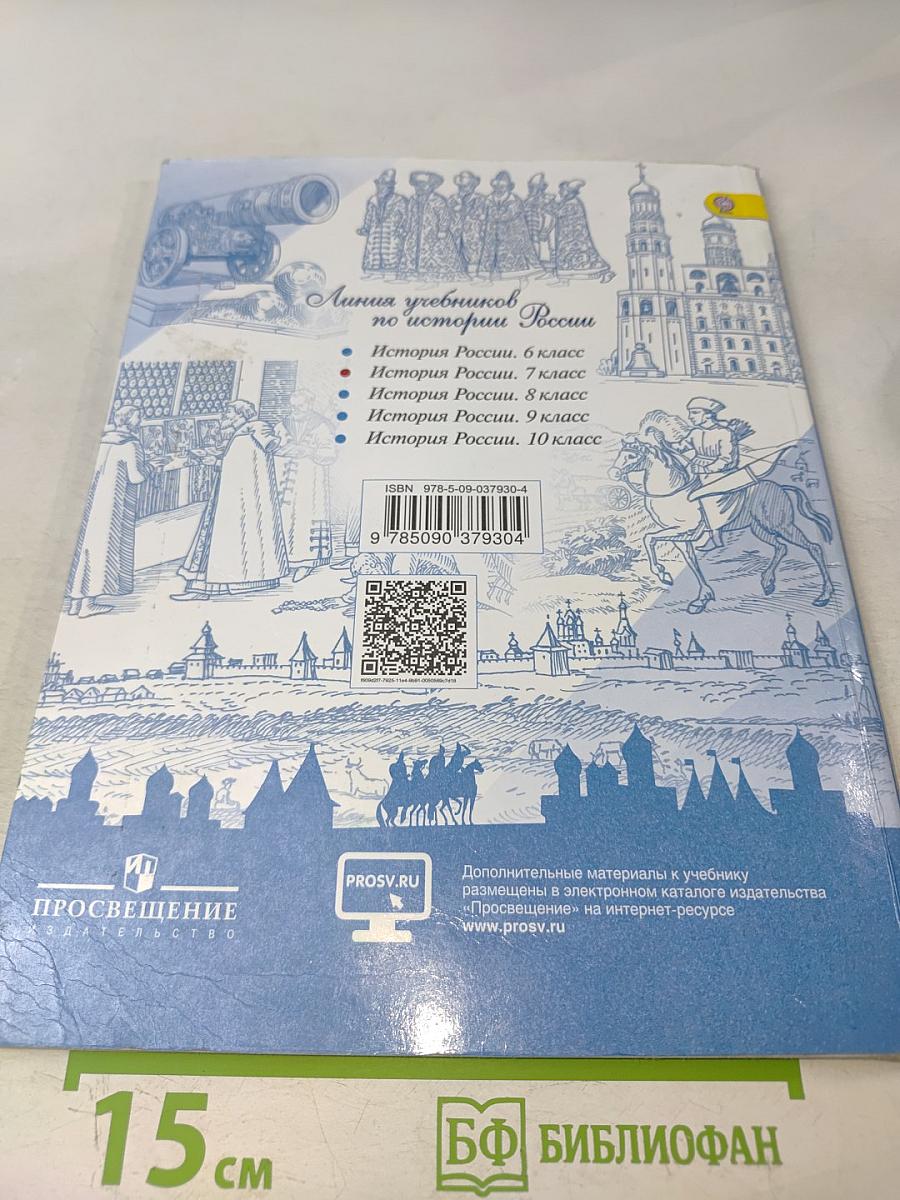 Линия учебников
по истории России
История России. 6 класс
История России. 7 класс
История России. 8 класс
История России. 9 класс
История России. 10 класс
ISBN 978-5-09-037930-4
9 785090 379304
ПРОСВЕЩЕНИЕ
ИЗДАТЕЛЬСТВО
PROSV.RU
Дополнительные материалы к учебнику
размещены в электронном каталоге издательства
«Просвещение» на интернет-ресурсе
www.prosv.ru
15 см
БФ БИБЛИОФАН